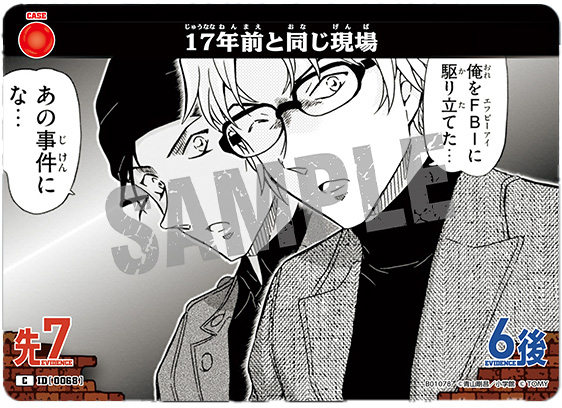 CASE
17年前と同じ現場
じゅうななねんまえ おな げんば
俺をFBIに
おれ エフビーアイ
駆り立てた…
か た
あの事件に
じけん
な…
SAMPLE
先7
EVIDENCE
6後
EVIDENCE
C ID[0068]
B01078 ©青山剛昌/小学館 © TOMY